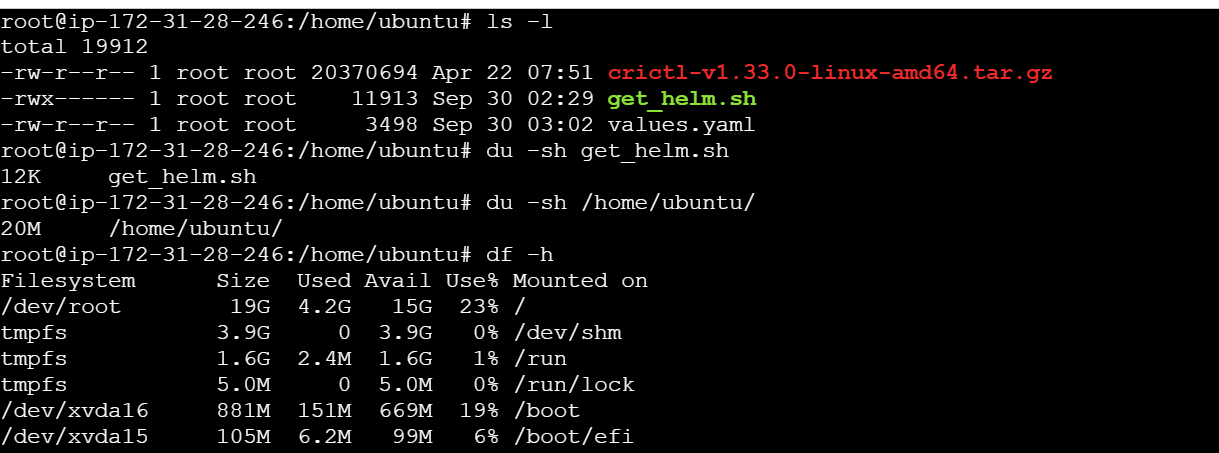 root@ip-172-31-28-246:/home/ubuntu# ls -l
total 19912
-rw-r--r-- 1 root root 20370694 Apr 22 07:51 crictl-v1.33.0-linux-amd64.tar.gz
-rwx------ 1 root root    11913 Sep 30 02:29 get_helm.sh
-rw-r--r-- 1 root root     3498 Sep 30 03:02 values.yaml
root@ip-172-31-28-246:/home/ubuntu# du -sh get_helm.sh
12K     get_helm.sh
root@ip-172-31-28-246:/home/ubuntu# du -sh /home/ubuntu/
20M     /home/ubuntu/
root@ip-172-31-28-246:/home/ubuntu# df -h
Filesystem      Size  Used Avail Use% Mounted on
/dev/root        19G  4.2G   15G  23% /
tmpfs           3.9G     0  3.9G   0% /dev/shm
tmpfs           1.6G  2.4M  1.6G   1% /run
tmpfs           5.0M     0  5.0M   0% /run/lock
/dev/xvda16     881M  151M  669M  19% /boot
/dev/xvda15     105M  6.2M   99M   6% /boot/efi